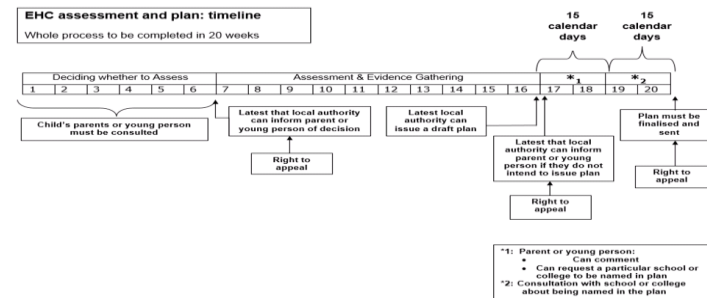 EHC assessment and plan: timeline
Whole process to be completed in 20 weeks
15
calendar
days
15
calendar
days
Deciding whether to Assess
Assessment & Evidence Gathering
*1
*2
1 2 3 4 5 6 7 8 9 10 11 12 13 14 15 16 17 18 19 20
Child's parents or young person
must be consulted
Latest that local authority
can inform parent or
young person of decision
Right to
appeal
Latest local
authority can
issue a draft plan
Latest that local
authority can inform
parent or young
person if they do not
intend to issue plan
Right to
appeal
Plan must be
finalised and
sent
Right to
appeal
*1: Parent or young person:
• Can comment
• Can request a particular school or
college to be named in plan
*2: Consultation with school or college
about being named in the plan